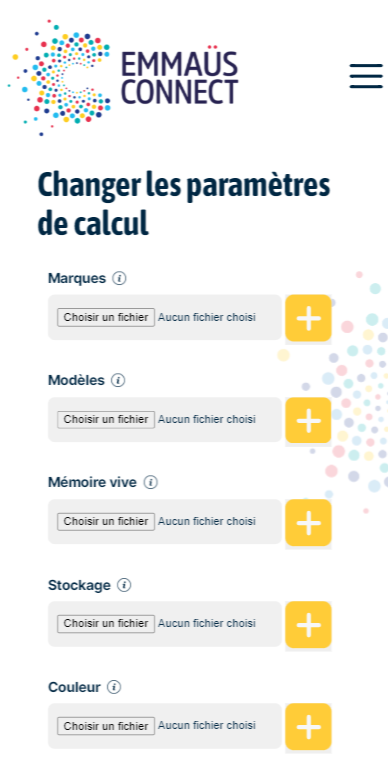 EMMAÜS
CONNECT
Changer les paramètres
de calcul
Marques i
Choisir un fichier Aucun fichier choisi
Modèles i
Choisir un fichier Aucun fichier choisi
Mémoire vive i
Choisir un fichier Aucun fichier choisi
Stockage i
Choisir un fichier Aucun fichier choisi
Couleur i
Choisir un fichier Aucun fichier choisi